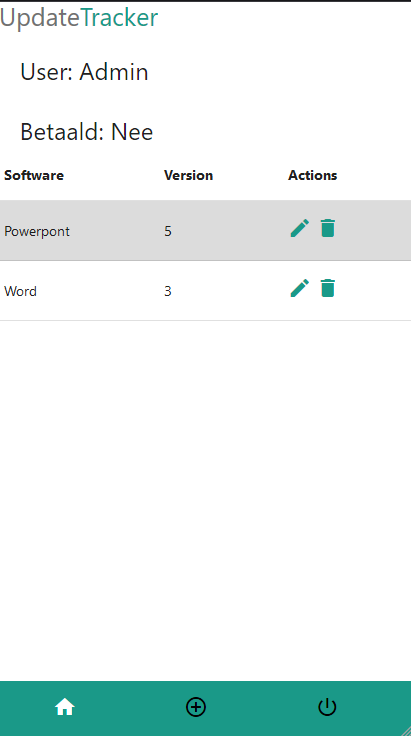 UpdateTracker
User: Admin
Betaald: Nee
Software Version Actions
Powerpont 5
Word 3